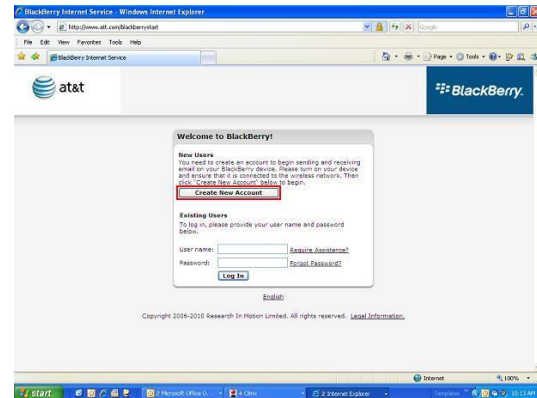 BlackBerry Internet Service - Windows Internet Explorer
http://www.att.com/blackberrystart
Google
File Edit View Favorites Tools Help
BlackBerry Internet Service
Page Tools
at&t
BlackBerry.
Welcome to BlackBerry!
New Users
You need to create an account to begin sending and receiving
email on your BlackBerry device. Please turn on your device
and ensure that it is connected to the wireless network. Then
click "Create New Account" below to begin.
Create New Account
Existing Users
To log in, please provide your user name and password
below.
User name: Require Assistance?
Password: Forgot Password?
Log In
English
Copyright 2006-2010 Research In Motion Limited. All rights reserved. Legal Information.
Internet 100%
start 2 Microsoft Office O... 4 Citrix 2 Internet Explorer Templates 10:13 AM